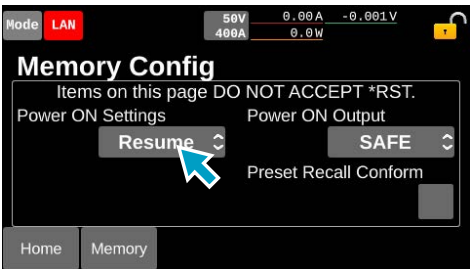 Mode LAN 50V 400A 0.00A -0.001V
0.0W
Memory Config
Items on this page DO NOT ACCEPT *RST.
Power ON Settings Power ON Output
Resume SAFE
Preset Recall Conform
Home Memory